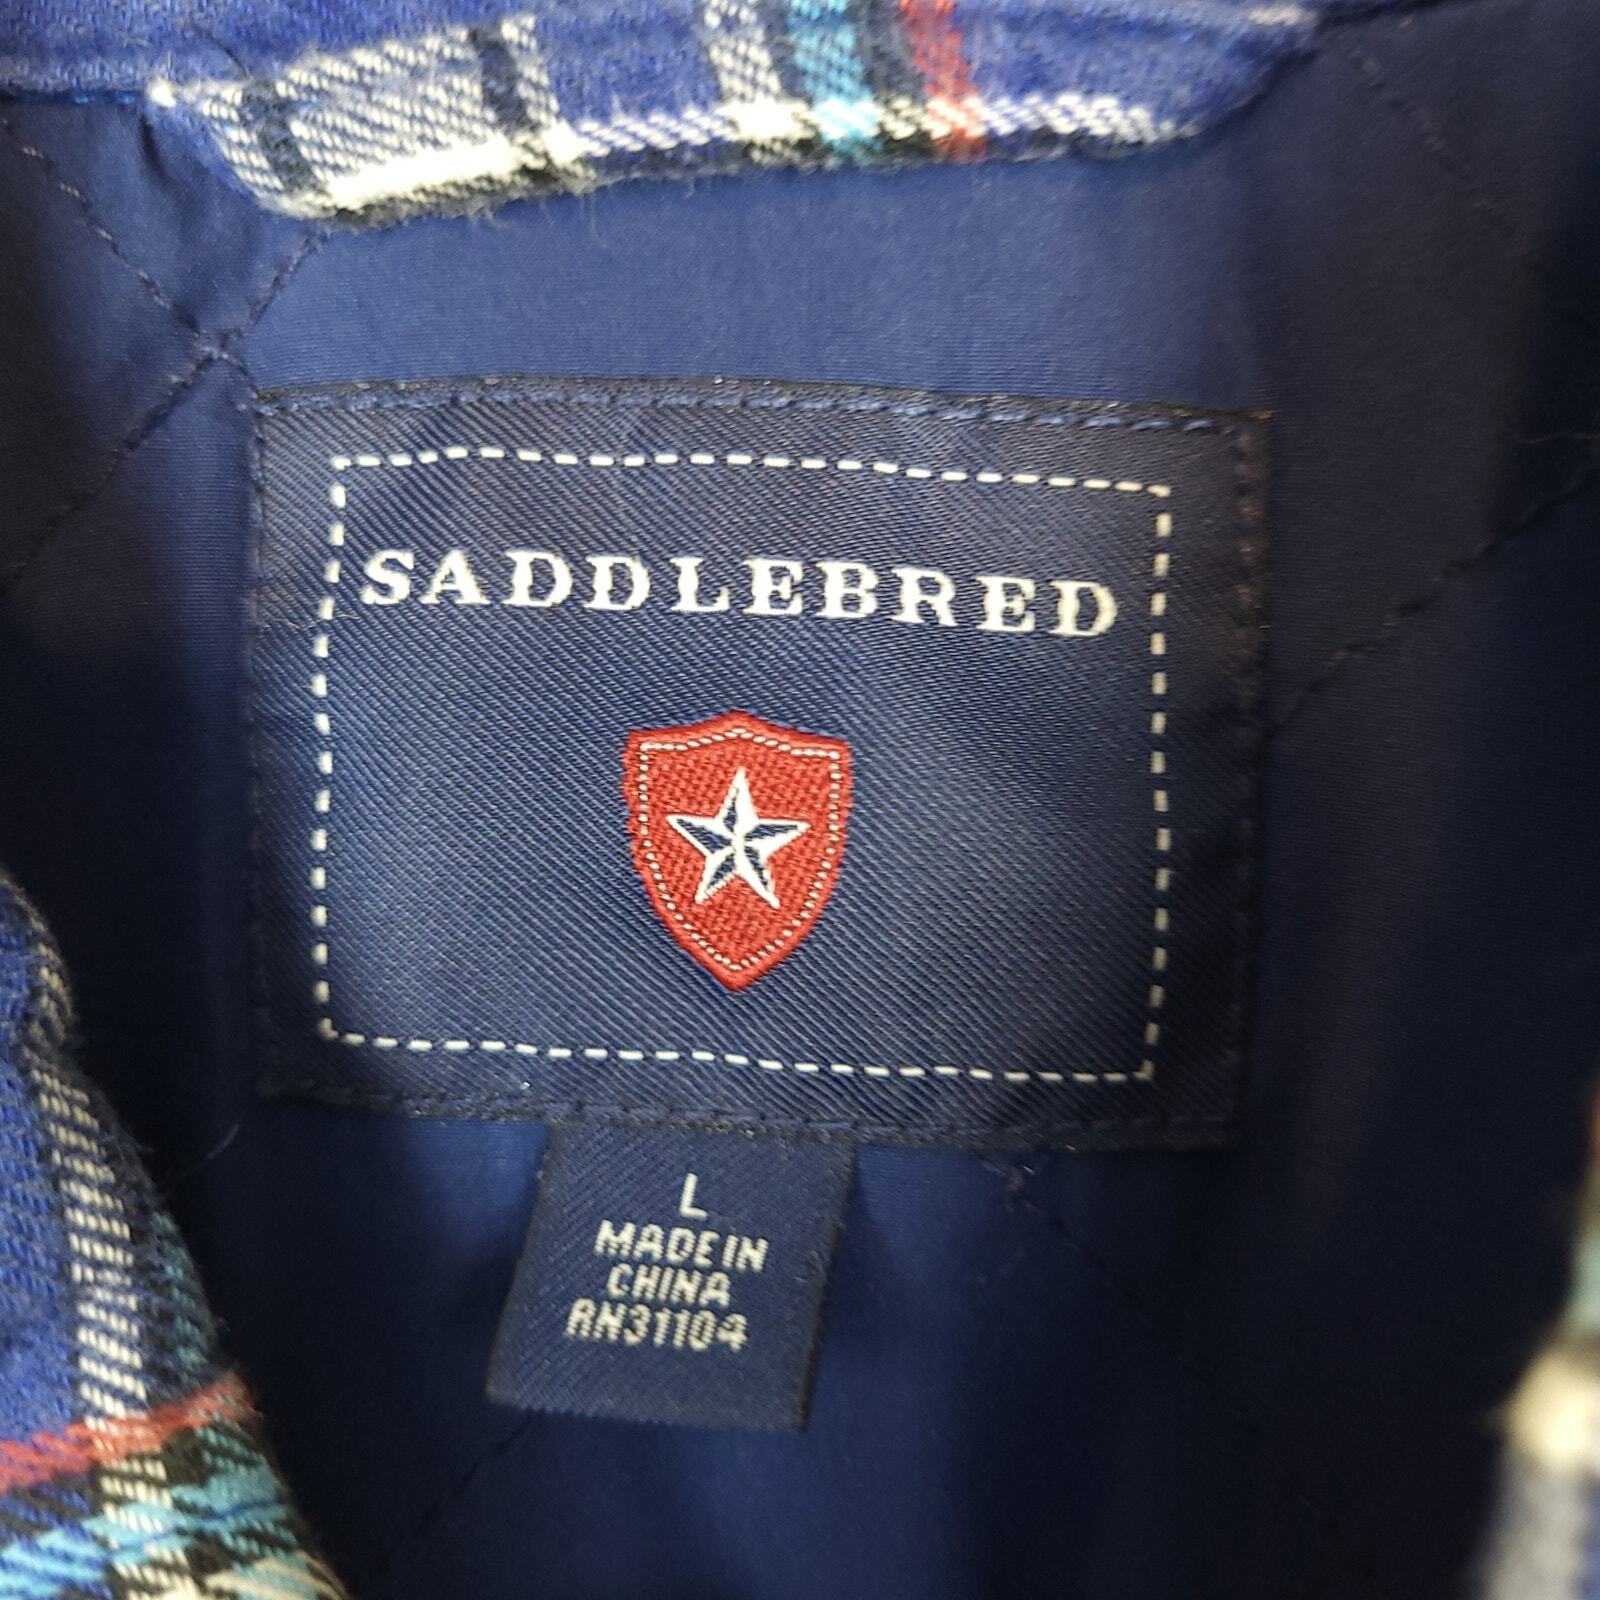 SADDLEBRED
L
MADE IN
CHINA
RN31104